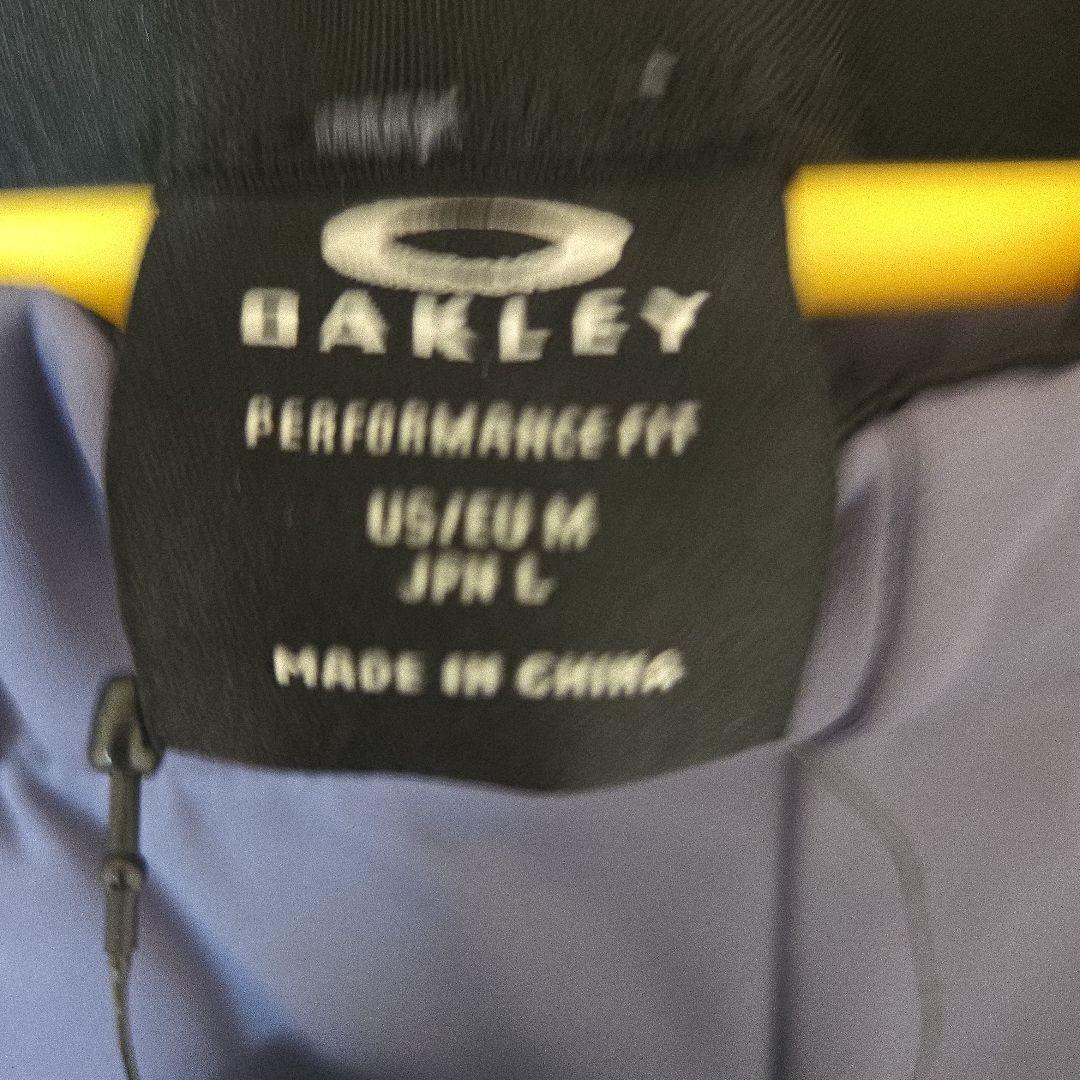 OAKLEY
PERFORMANCE FIT
US/EU M
JPN L
MADE IN CHINA